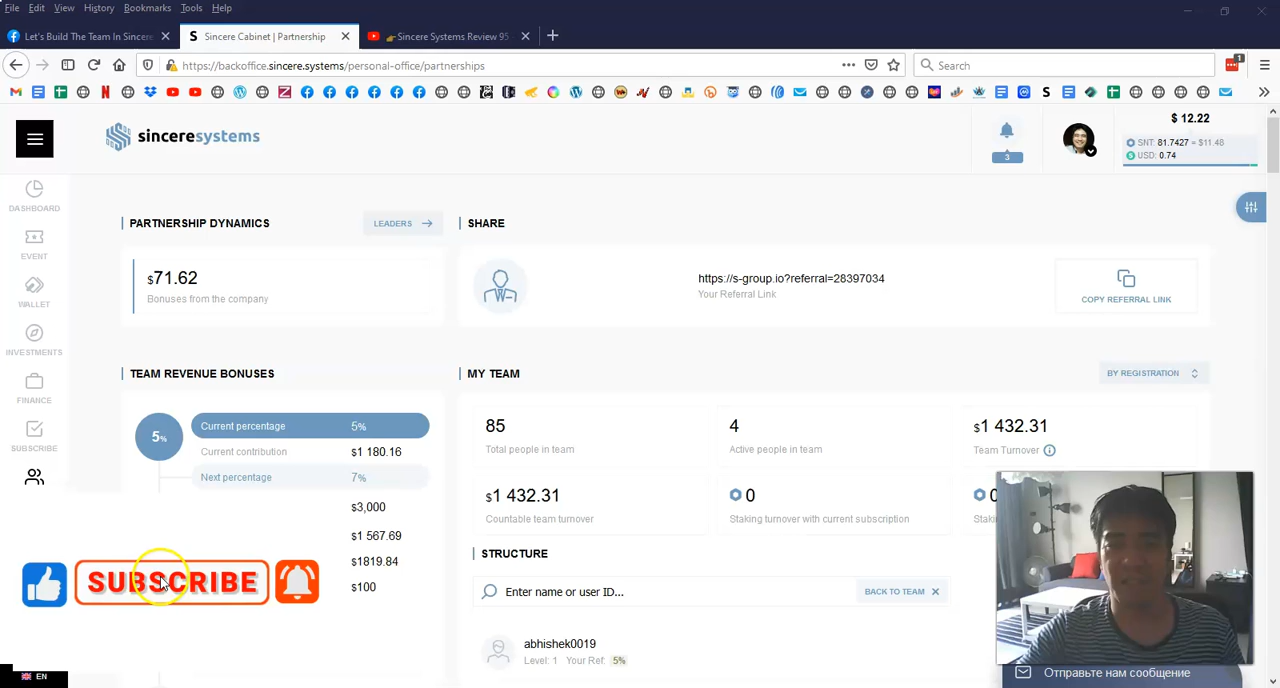 File Edit View History Bookmarks Tools Help
Let's Build The Team In Sincere
Sincere Cabinet | Partnership
Sincere Systems Review 95
https://backoffice.sincere.systems/personal-office/partnerships
Search
1
sinceresystems
3
$ 12.22
SNT: 81.7427 = $11.48
USD: 0.74
DASHBOARD
EVENT
WALLET
INVESTMENTS
FINANCE
SUBSCRIBE
PARTNERSHIP DYNAMICS
LEADERS →
$71.62
Bonuses from the company
SHARE
https://s-group.io?referral=28397034
Your Referral Link
COPY REFERRAL LINK
TEAM REVENUE BONUSES
5%
Current percentage 5%
Current contribution $1 180.16
Next percentage 7%
$3,000
$1 567.69
$1819.84
$100
MY TEAM
BY REGISTRATION
85
Total people in team
4
Active people in team
$1 432.31
Team Turnover
$1 432.31
Countable team turnover
0
Staking turnover with current subscription
0
STRUCTURE
Enter name or user ID...
BACK TO TEAM ×
abhishek0019
Level: 1 Your Ref: 5%
SUBSCRIBE
EN
Отправьте нам сообщение